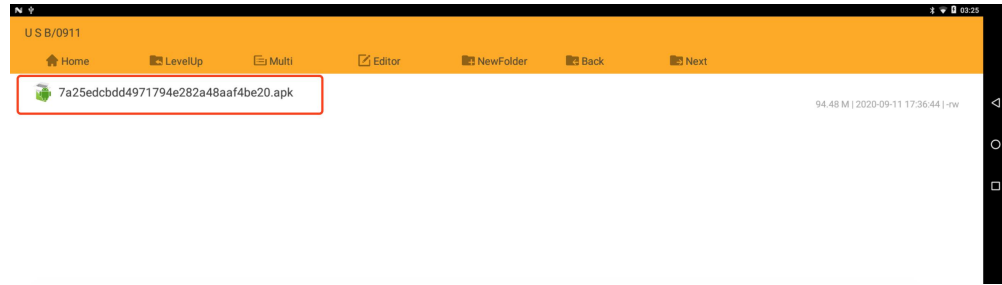 03:25
U S B/0911
Home LevelUp Multi Editor NewFolder Back Next
7a25edcbdd4971794e282a48aaf4be20.apk
94.48 M | 2020-09-11 17:36:44 | -rw